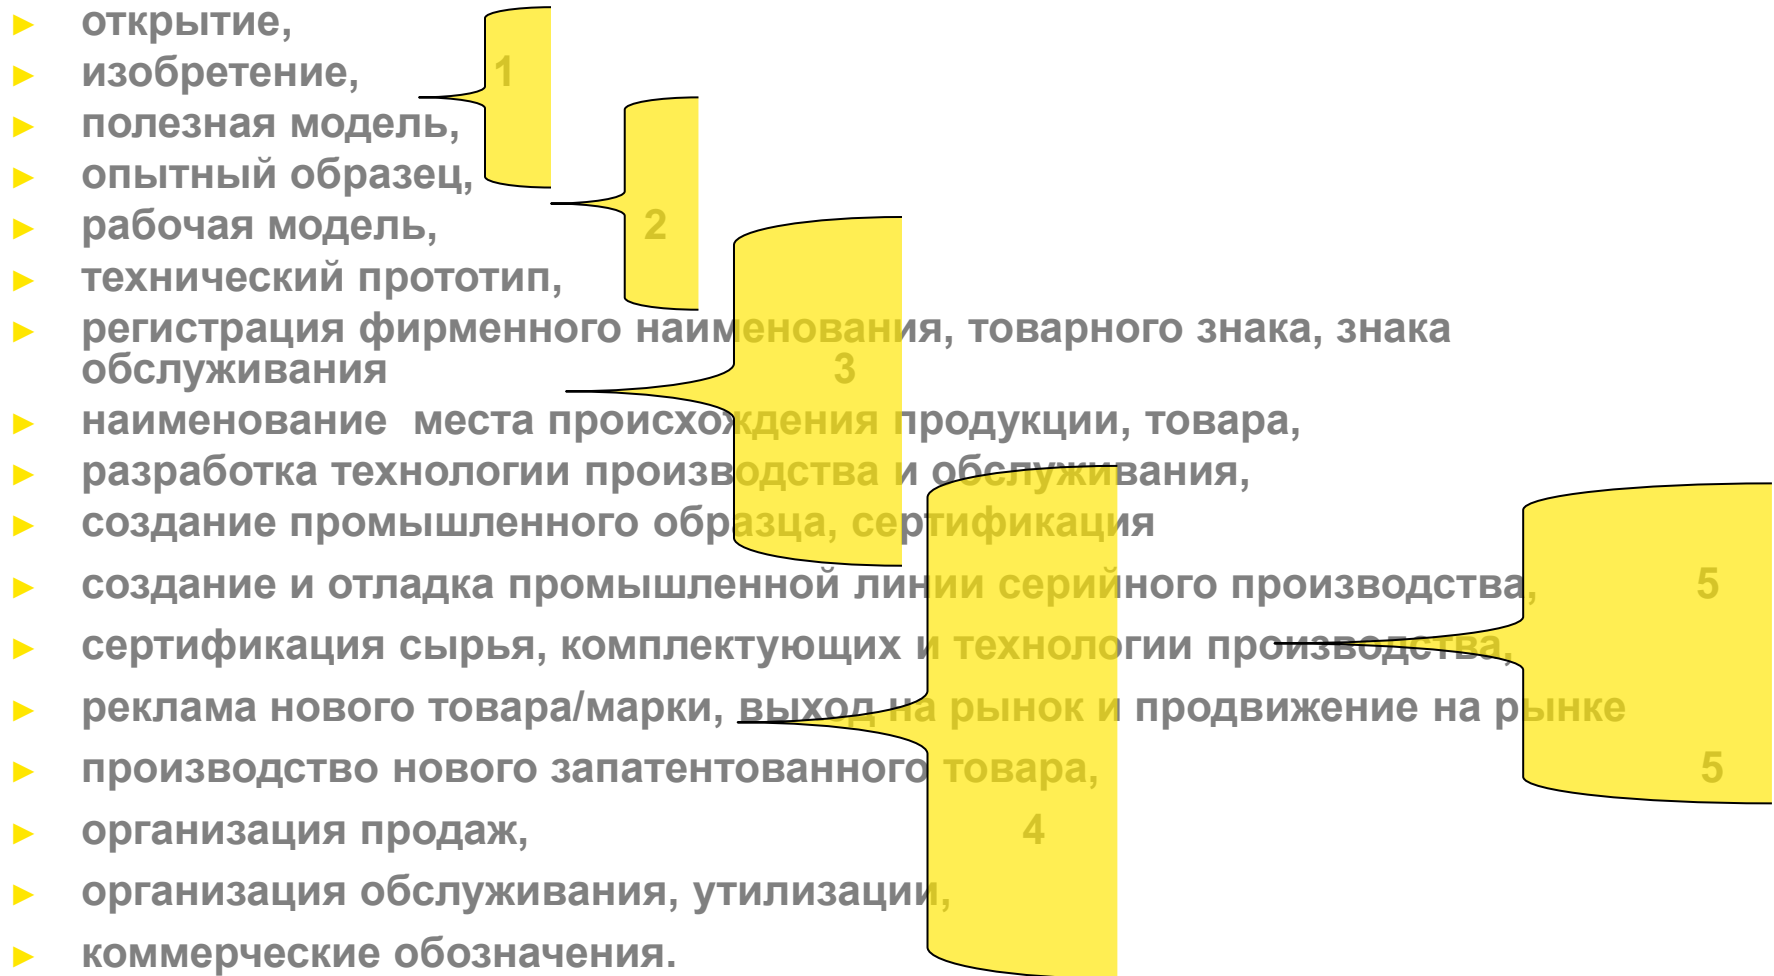 ► открытие,
► изобретение, 1
► полезная модель,
► опытный образец,
► рабочая модель, 2
► технический прототип,
► регистрация фирменного наименования, товарного знака, знака
обслуживания 3
► наименование места происхождения продукции, товара,
► разработка технологии производства и обслуживания,
► создание промышленного образца, сертификация
► создание и отладка промышленной линии серийного производства, 5
► сертификация сырья, комплектующих и технологии производства,
► реклама нового товара/марки, выход на рынок и продвижение на рынке
► производство нового запатентованного товара, 5
► организация продаж, 4
► организация обслуживания, утилизации,
► коммерческие обозначения.